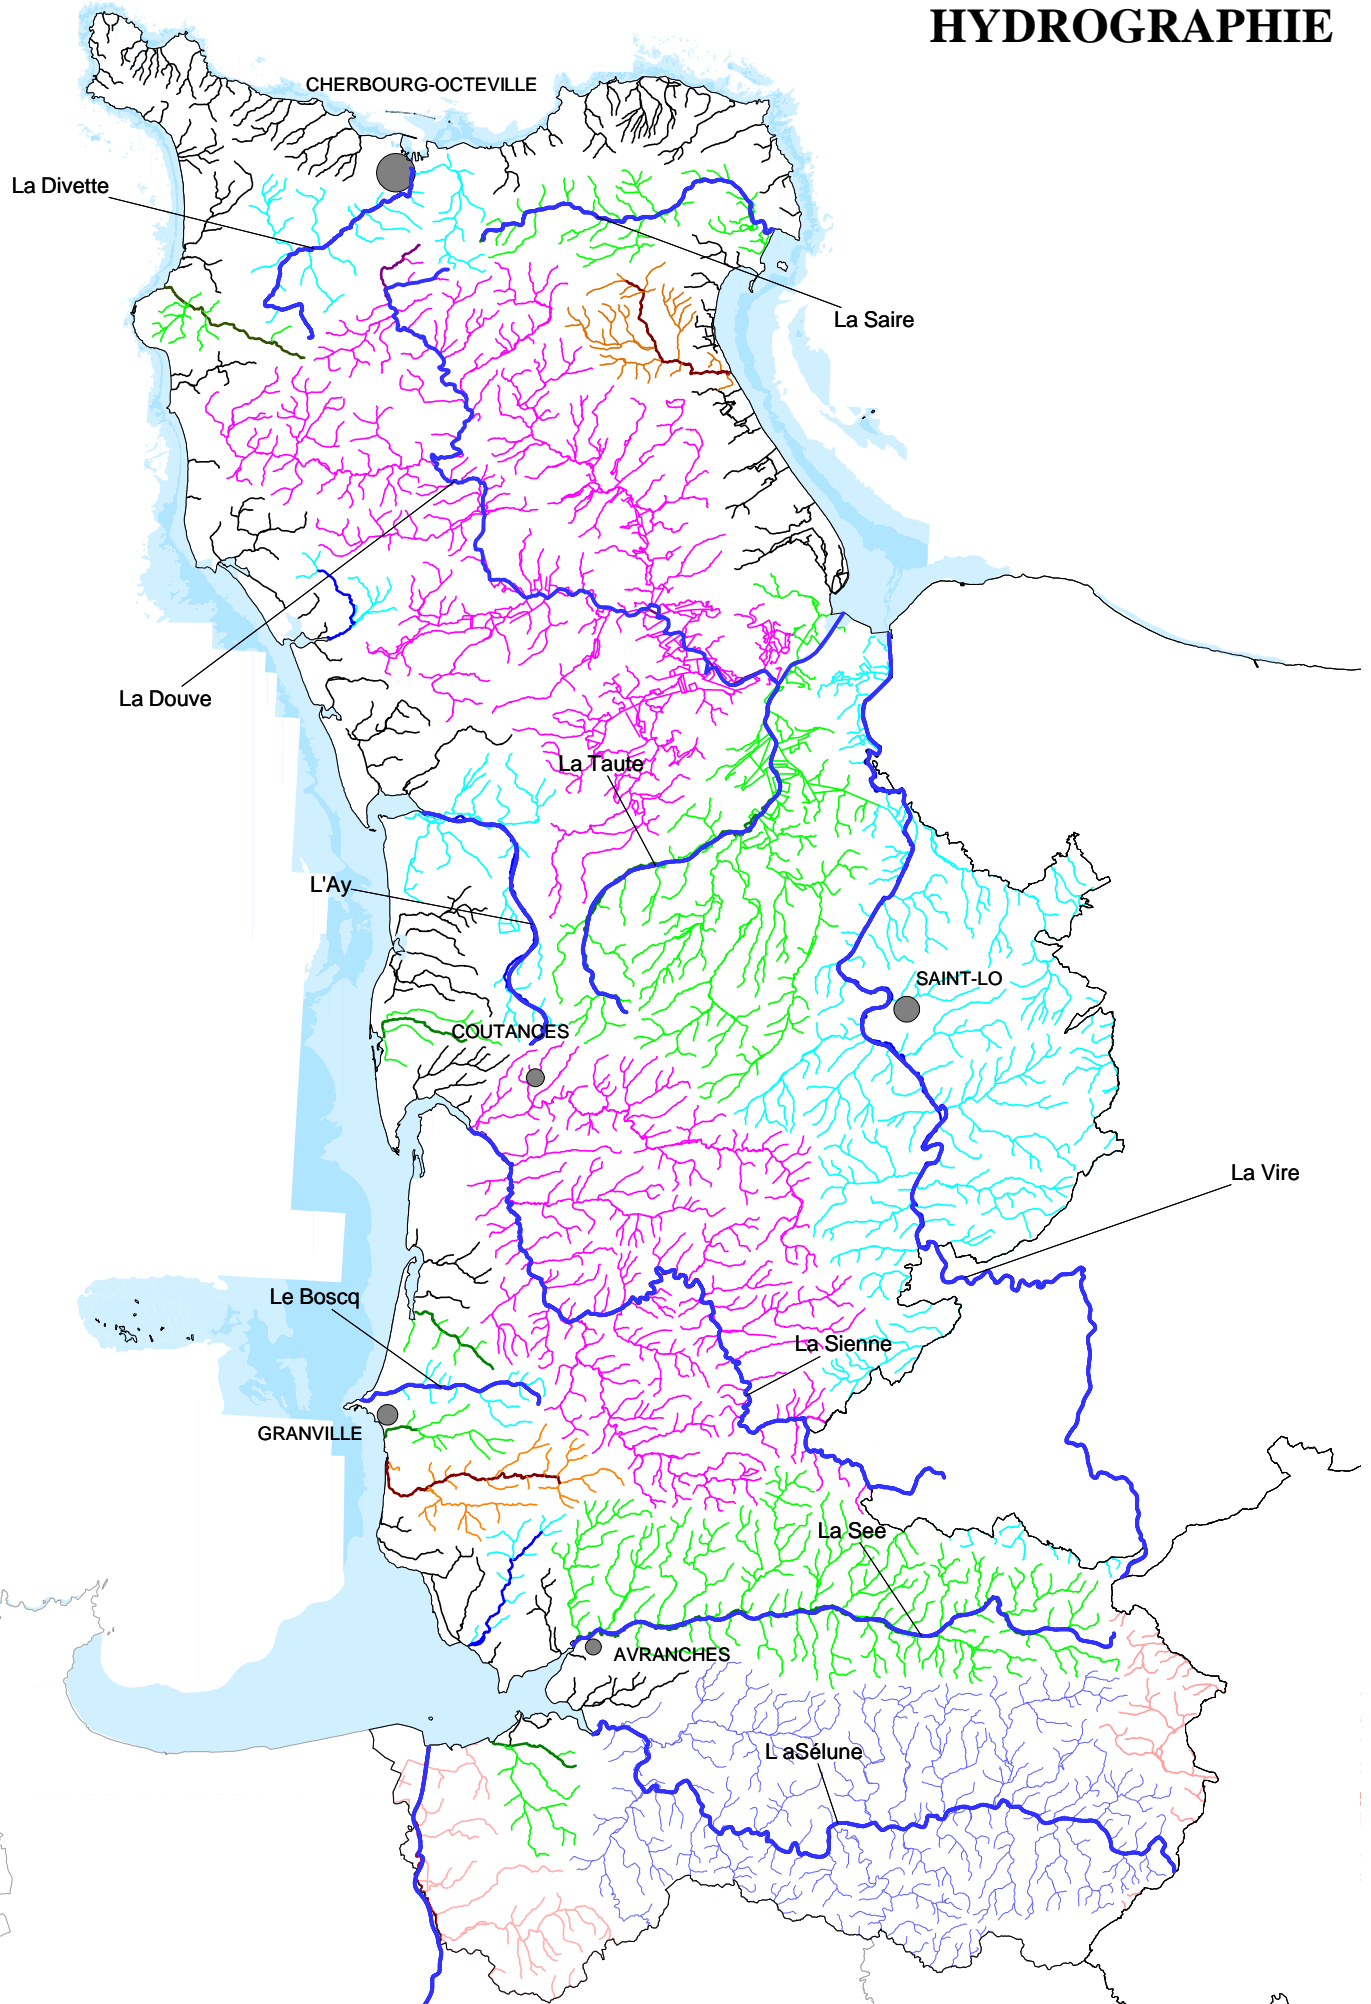 HYDROGRAPHIE
CHERBOURG-OCTEVILLE
La Divette
La Saire
La Douve
La Taute
L'Ay
SAINT-LO
COUTANCES
La Vire
Le Boscq
La Sienne
GRANVILLE
La Seé
AVRANCHES
L aSélune